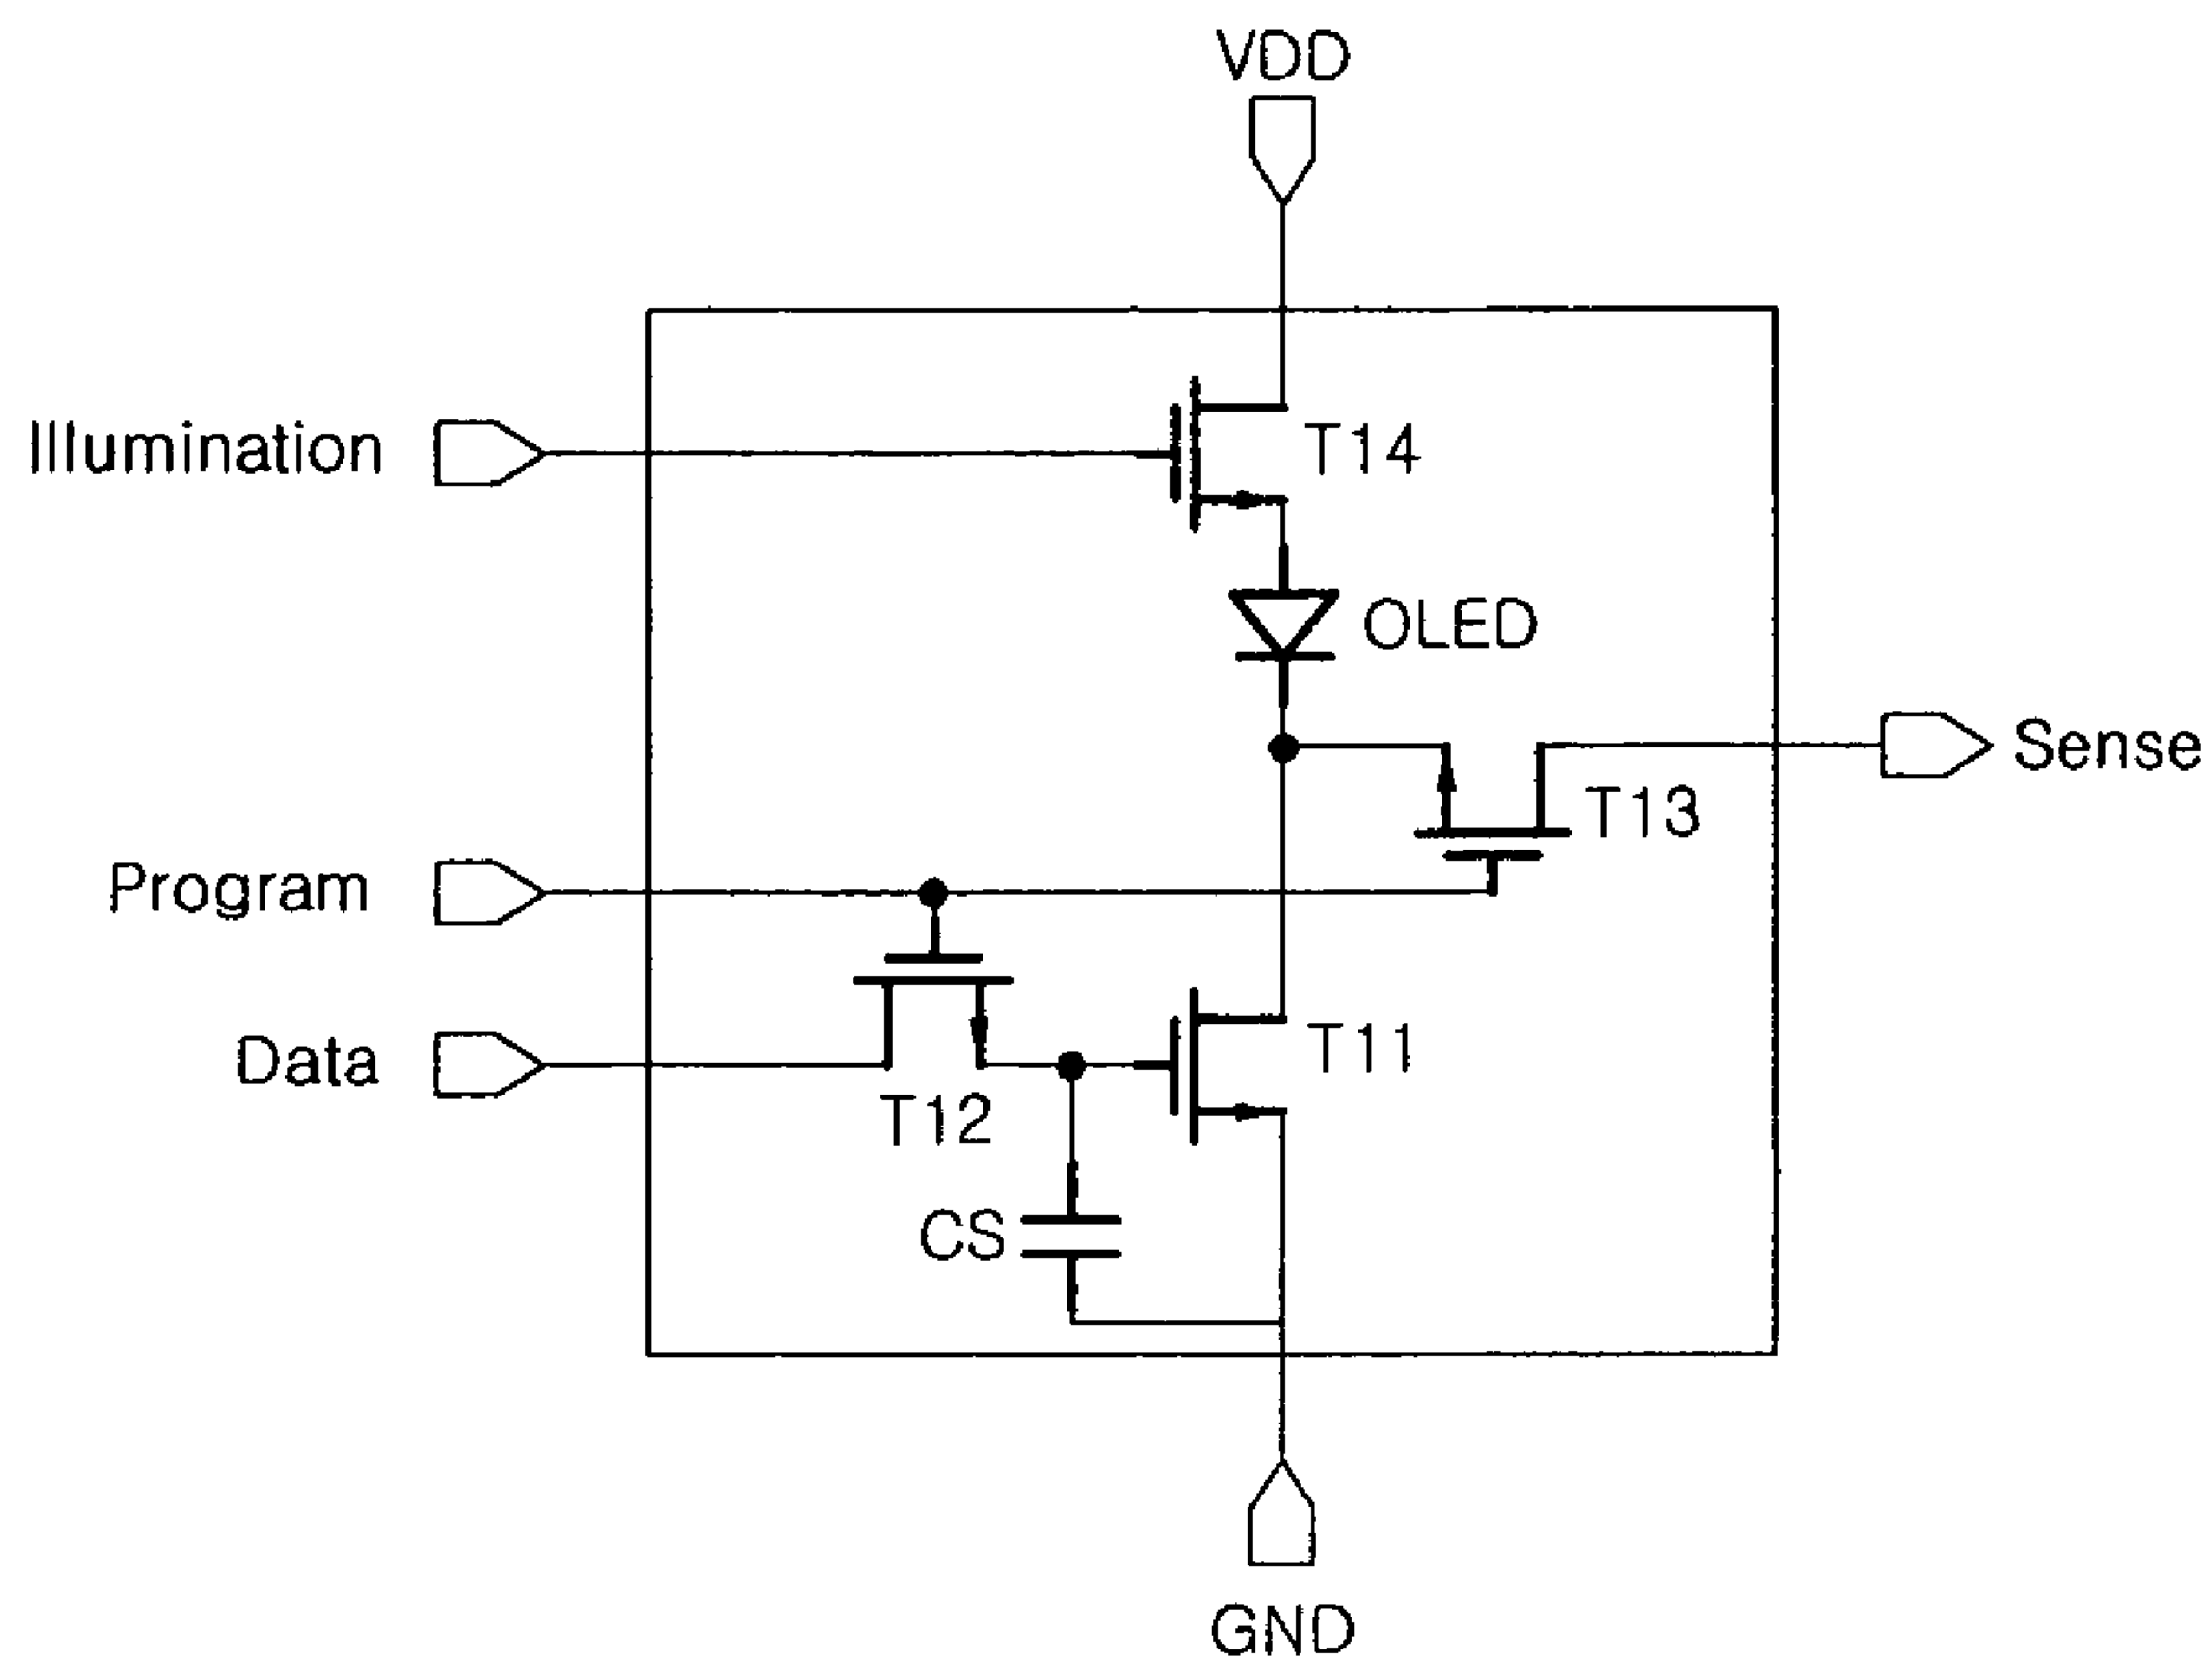 VDD
Illumination
T14
OLED
Sense
T13
Program
Data
T11
T12
CS
GND